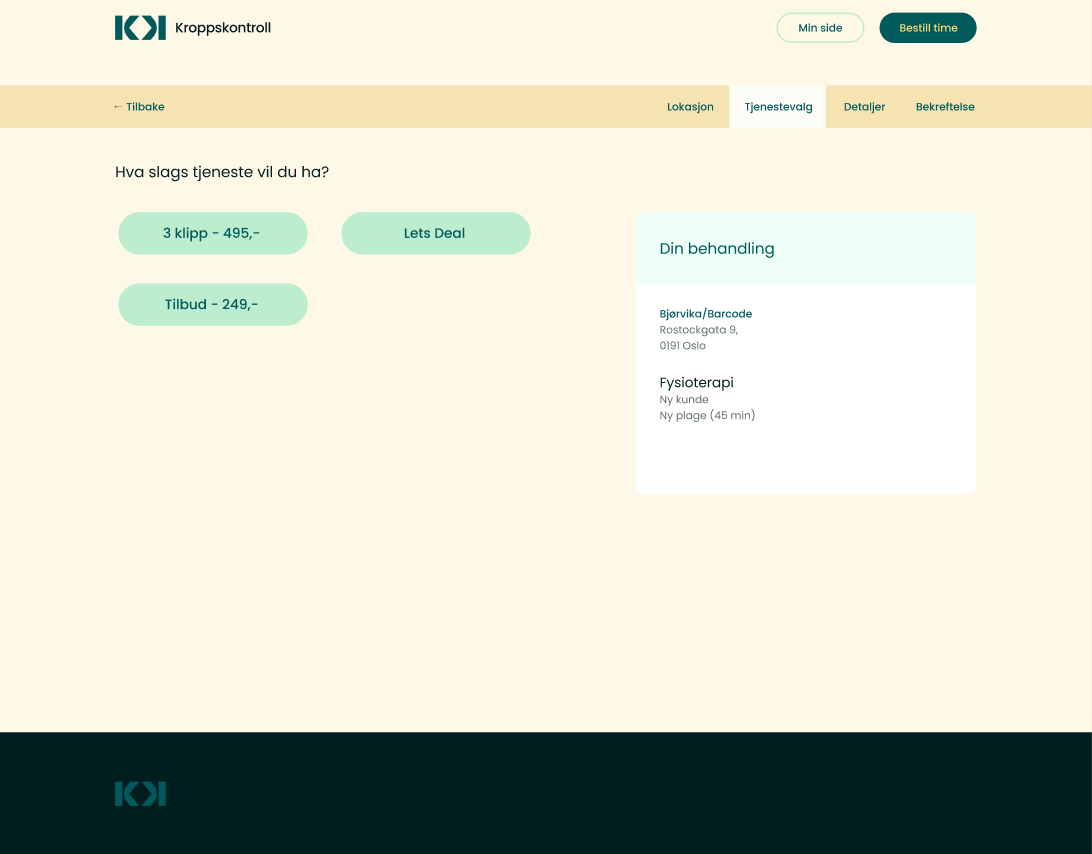 Kroppskontroll
Min side
Bestill time
← Tilbake
Lokasjon
Tjenestevalg
Detaljer
Bekreftelse
Hva slags tjeneste vil du ha?
3 klipp - 495,-
Lets Deal
Tilbud - 249,-
Din behandling
Bjørvika/Barcode
Rostockgata 9,
0191 Oslo
Fysioterapi
Ny kunde
Ny plage (45 min)